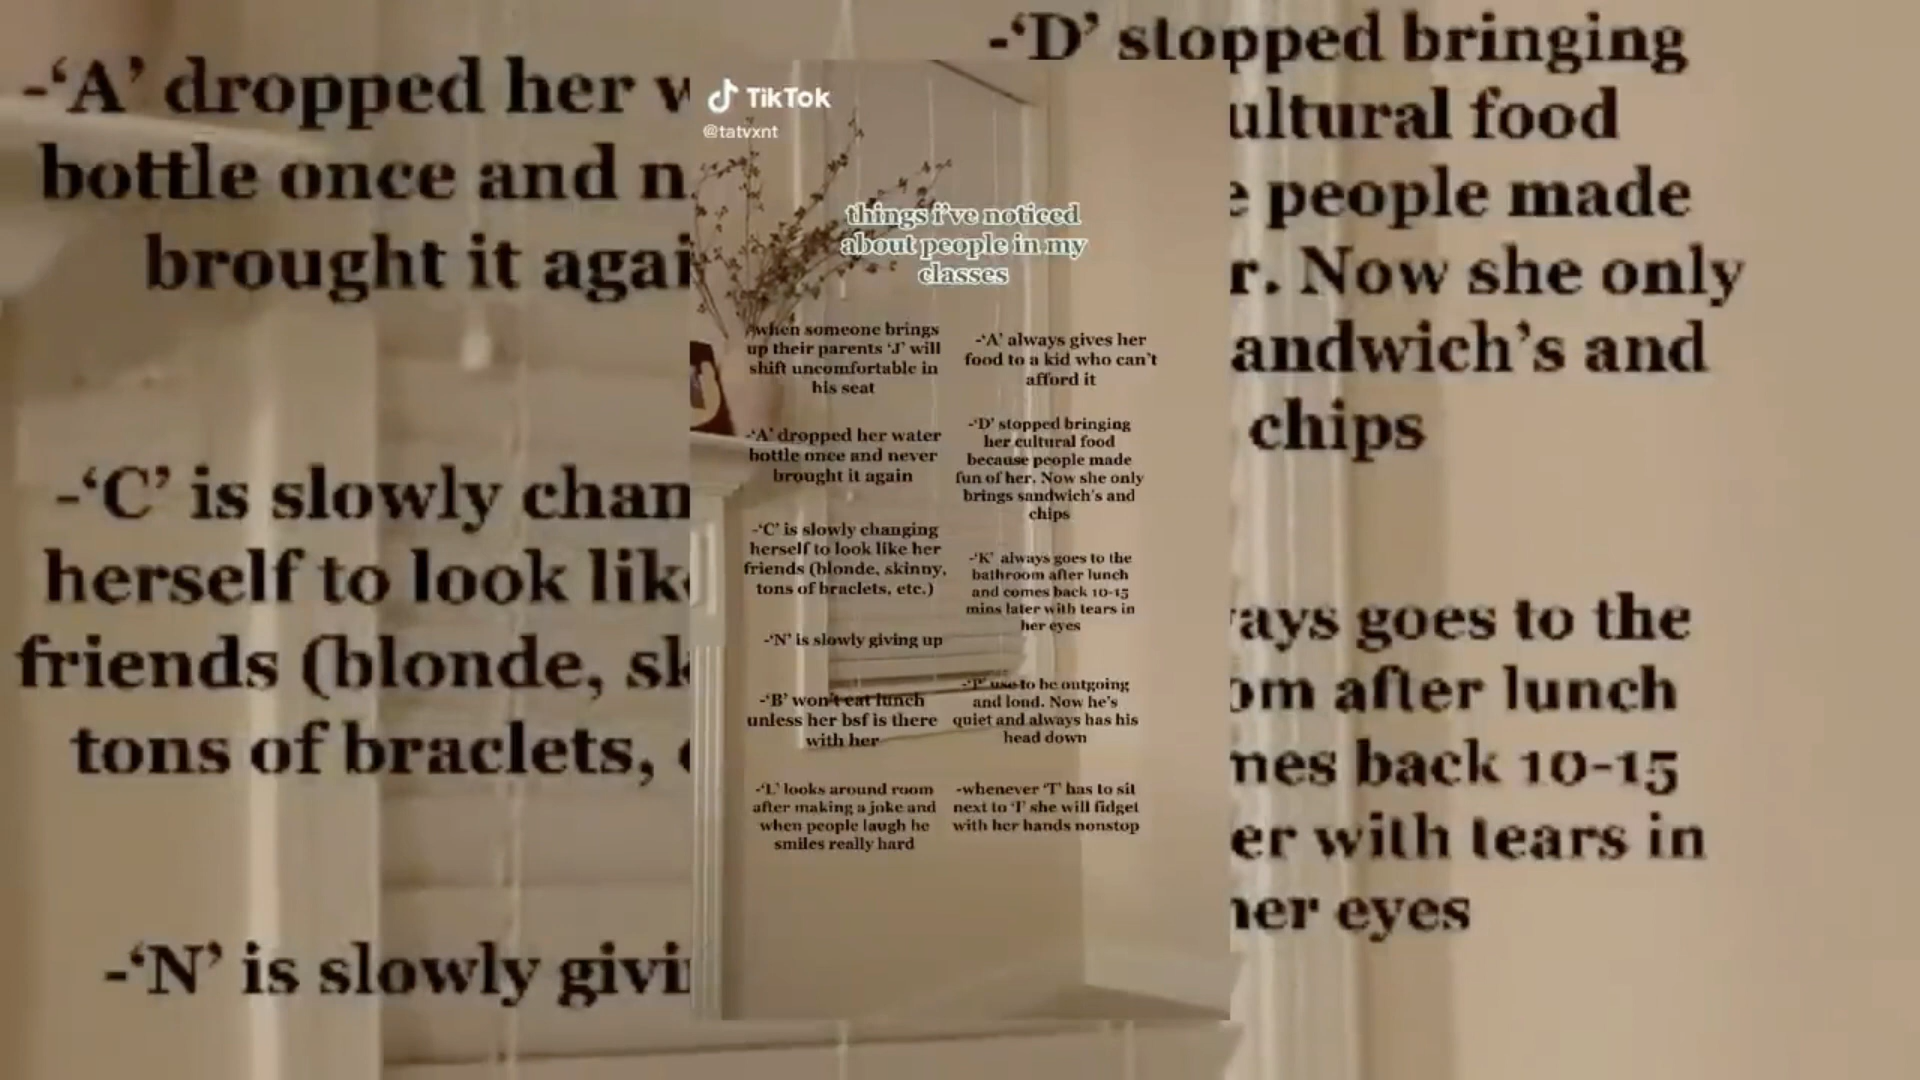 -‘A’ dropped her w
bottle once and n
brought it agai
-‘C’ is slowly chan
herself to look lik
friends (blonde, sk
tons of braclets,
-‘N’ is slowly givi
TikTok
@tatvxnt
things i’ve noticed
about people in my
classes
when someone brings
up their parents ‘J’ will
shift uncomfortable in
his seat
-‘A’ dropped her water
bottle once and never
brought it again
-‘C’ is slowly changing
herself to look like her
friends (blonde, skinny,
tons of braclets, etc.)
-‘N’ is slowly giving up
-‘B’ won’t eat lunch
unless her bsf is there
with her
-‘L’ looks around room
after making a joke and
when people laugh he
smiles really hard
-‘A’ always gives her
food to a kid who can’t
afford it
-‘D’ stopped bringing
her cultural food
because people made
fun of her. Now she only
brings sandwich’s and
chips
-‘K’ always goes to the
bathroom after lunch
and comes back 10-15
mins later with tears in
her eyes
use to be outgoing
and loud. Now he’s
quiet and always has his
head down
-whenever ‘T’ has to sit
next to ‘I’ she will fidget
with her hands nonstop
-‘D’ stopped bringing
ultural food
e people made
r. Now she only
andwich’s and
chips
ays goes to the
om after lunch
mes back 10-15
er with tears in
her eyes